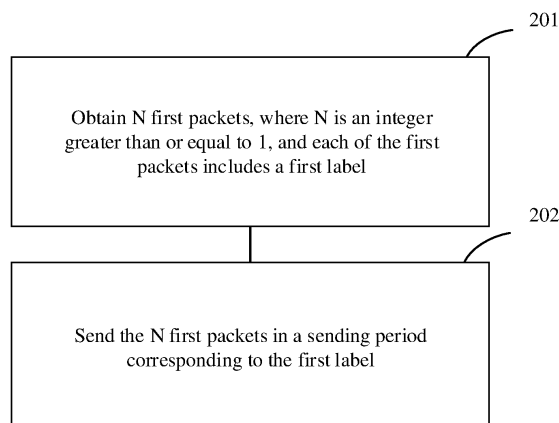 201
Obtain N first packets, where N is an integer
greater than or equal to 1, and each of the first
packets includes a first label
202
Send the N first packets in a sending period
corresponding to the first label